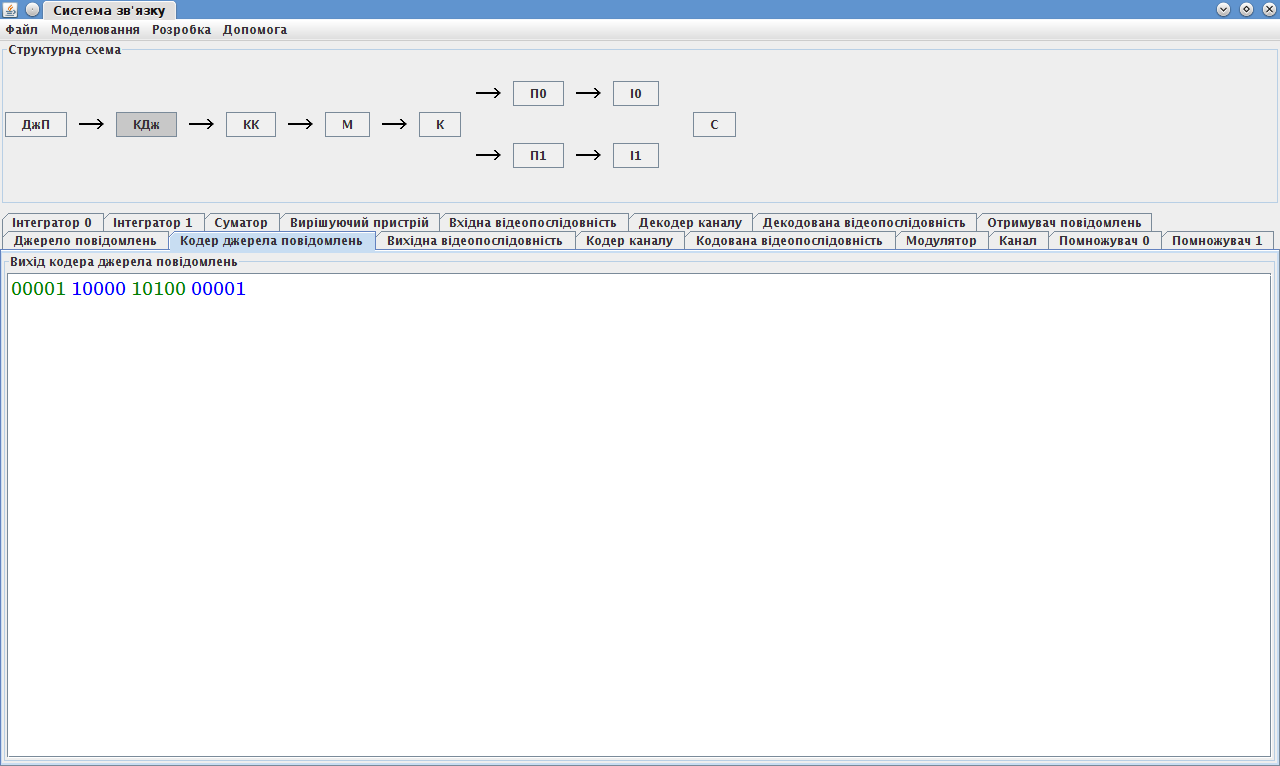 Система зв'язку
Файл Моделювання Розробка Допомога
Структурна схема
П0 І0
ДжП КДж КК М К С
П1 І1
Інтегратор 0 Інтегратор 1 Суматор Вирішуючий пристрій Вхідна відеопослідовність Декодер каналу Декодована відеопослідовність Отримувач повідомлень
Джерело повідомлень Кодер джерела повідомлень Вихідна відеопослідовність Кодер каналу Кодована відеопослідовність Модулятор Канал Помножувач 0 Помножувач 1
Вихід кодера джерела повідомлень
00001 10000 10100 00001